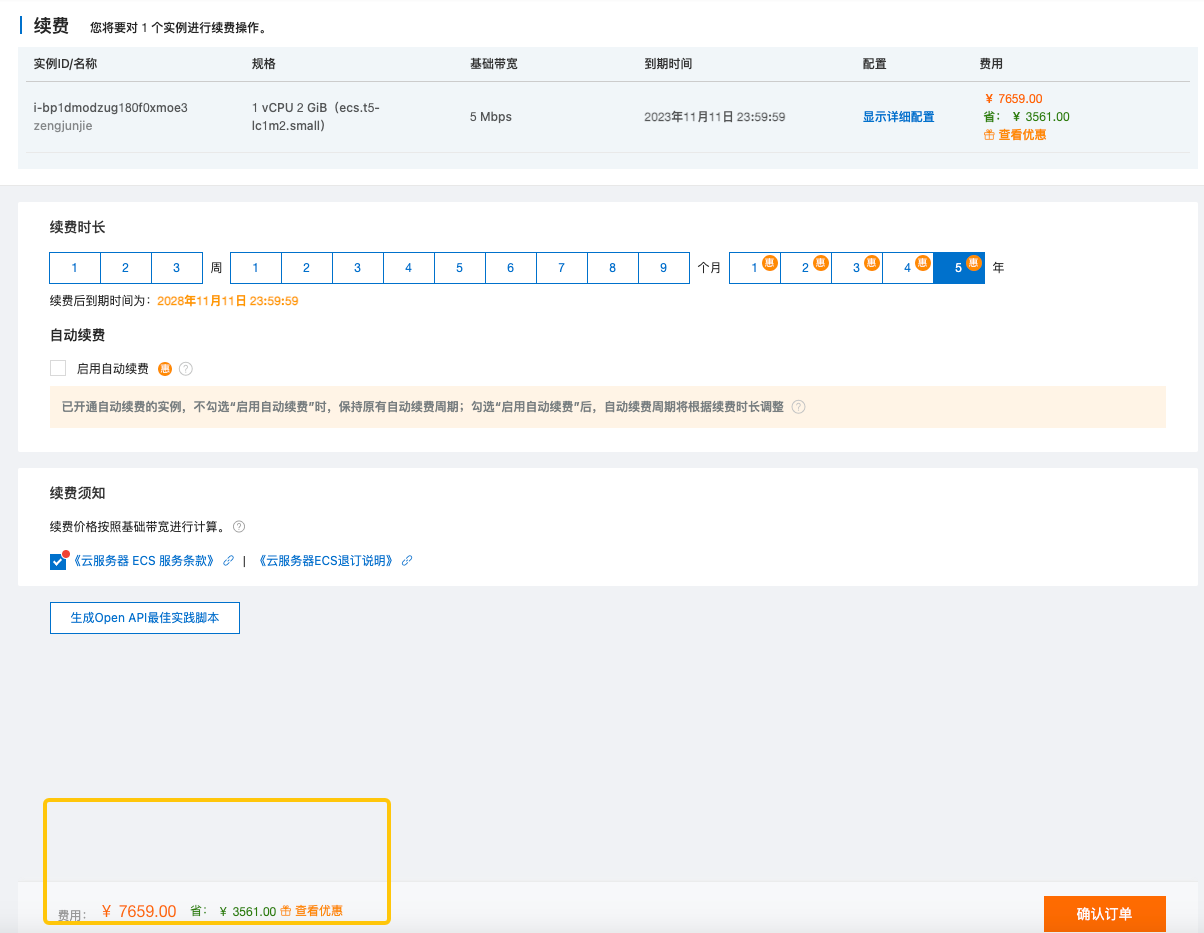 续费 您将要对 1 个实例进行续费操作。
实例ID/名称 规格 基础带宽 到期时间 配置 费用
i-bp1dmodzug180f0xmoe3
zengjunjie
1 vCPU 2 GiB（ecs.t5-
lc1m2.small）
5 Mbps
2023年11月11日 23:59:59
显示详细配置
¥ 7659.00
省： ¥ 3561.00
查看优惠
续费时长
1 2 3 周 1 2 3 4 5 6 7 8 9 个月 1 惠 2 惠 3 惠 4 惠 5 惠 年
续费后到期时间为： 2028年11月11日 23:59:59
自动续费
启用自动续费 惠 ?
已开通自动续费的实例，不勾选“启用自动续费”时，保持原有自动续费周期；勾选“启用自动续费”后，自动续费周期将根据续费时长调整 ?
续费须知
续费价格按照基础带宽进行计算。 ?
《云服务器 ECS 服务条款》 | 《云服务器ECS退订说明》
生成Open API最佳实践脚本
费用： ¥ 7659.00 省： ¥ 3561.00 查看优惠
确认订单